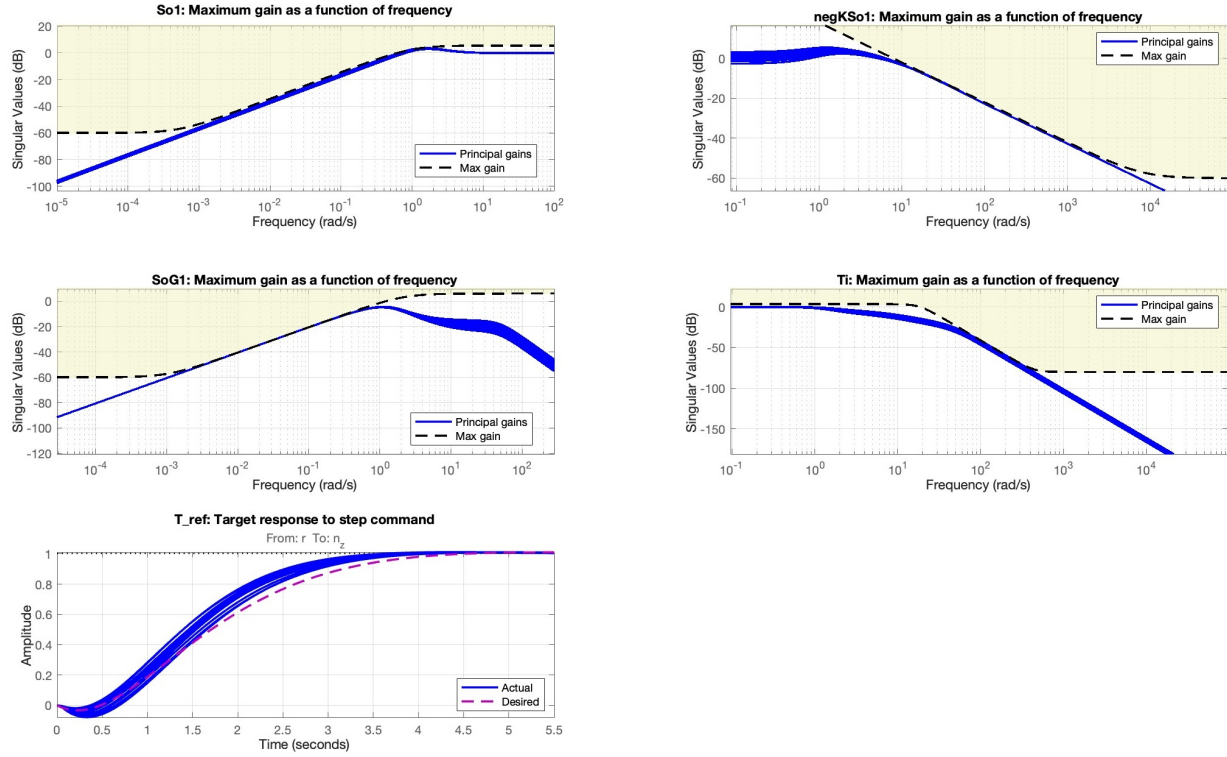 So1: Maximum gain as a function of frequency
Singular Values (dB)
20
0
-20
-40
-60
-80
-100
10^-5
10^-4
10^-3
10^-2
10^-1
10^0
10^1
10^2
Frequency (rad/s)
Principal gains
Max gain
negKSo1: Maximum gain as a function of frequency
Singular Values (dB)
0
-20
-40
-60
10^-1
10^0
10^1
10^2
10^3
10^4
Frequency (rad/s)
Principal gains
Max gain
SoG1: Maximum gain as a function of frequency
Singular Values (dB)
0
-20
-40
-60
-80
-100
-120
10^-4
10^-3
10^-2
10^-1
10^0
10^1
10^2
Frequency (rad/s)
Principal gains
Max gain
Ti: Maximum gain as a function of frequency
Singular Values (dB)
0
-50
-100
-150
10^-1
10^0
10^1
10^2
10^3
10^4
Frequency (rad/s)
Principal gains
Max gain
T_ref: Target response to step command
From: r To: n_z
Amplitude
1
0.8
0.6
0.4
0.2
0
0
0.5
1
1.5
2
2.5
3
3.5
4
4.5
5
5.5
Time (seconds)
Actual
Desired